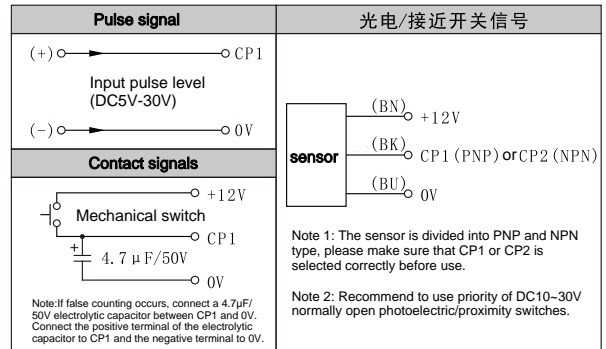 Pulse signal
(+) CP1
Input pulse level
(DC5V-30V)
(-) 0V
Contact signals
+12V
Mechanical switch
CP1
+
4.7μF/50V
0V
Note:If false counting occurs, connect a 4.7μF/
50V electrolytic capacitor between CP1 and 0V.
Connect the positive terminal of the electrolytic
capacitor to CP1 and the negative terminal to 0V.
光电/接近开关信号
(BN) +12V
sensor (BK) CP1(PNP)orCP2(NPN)
(BU) 0V
Note 1: The sensor is divided into PNP and NPN
type, please make sure that CP1 or CP2 is
selected correctly before use.
Note 2: Recommend to use priority of DC10~30V
normally open photoelectric/proximity switches.